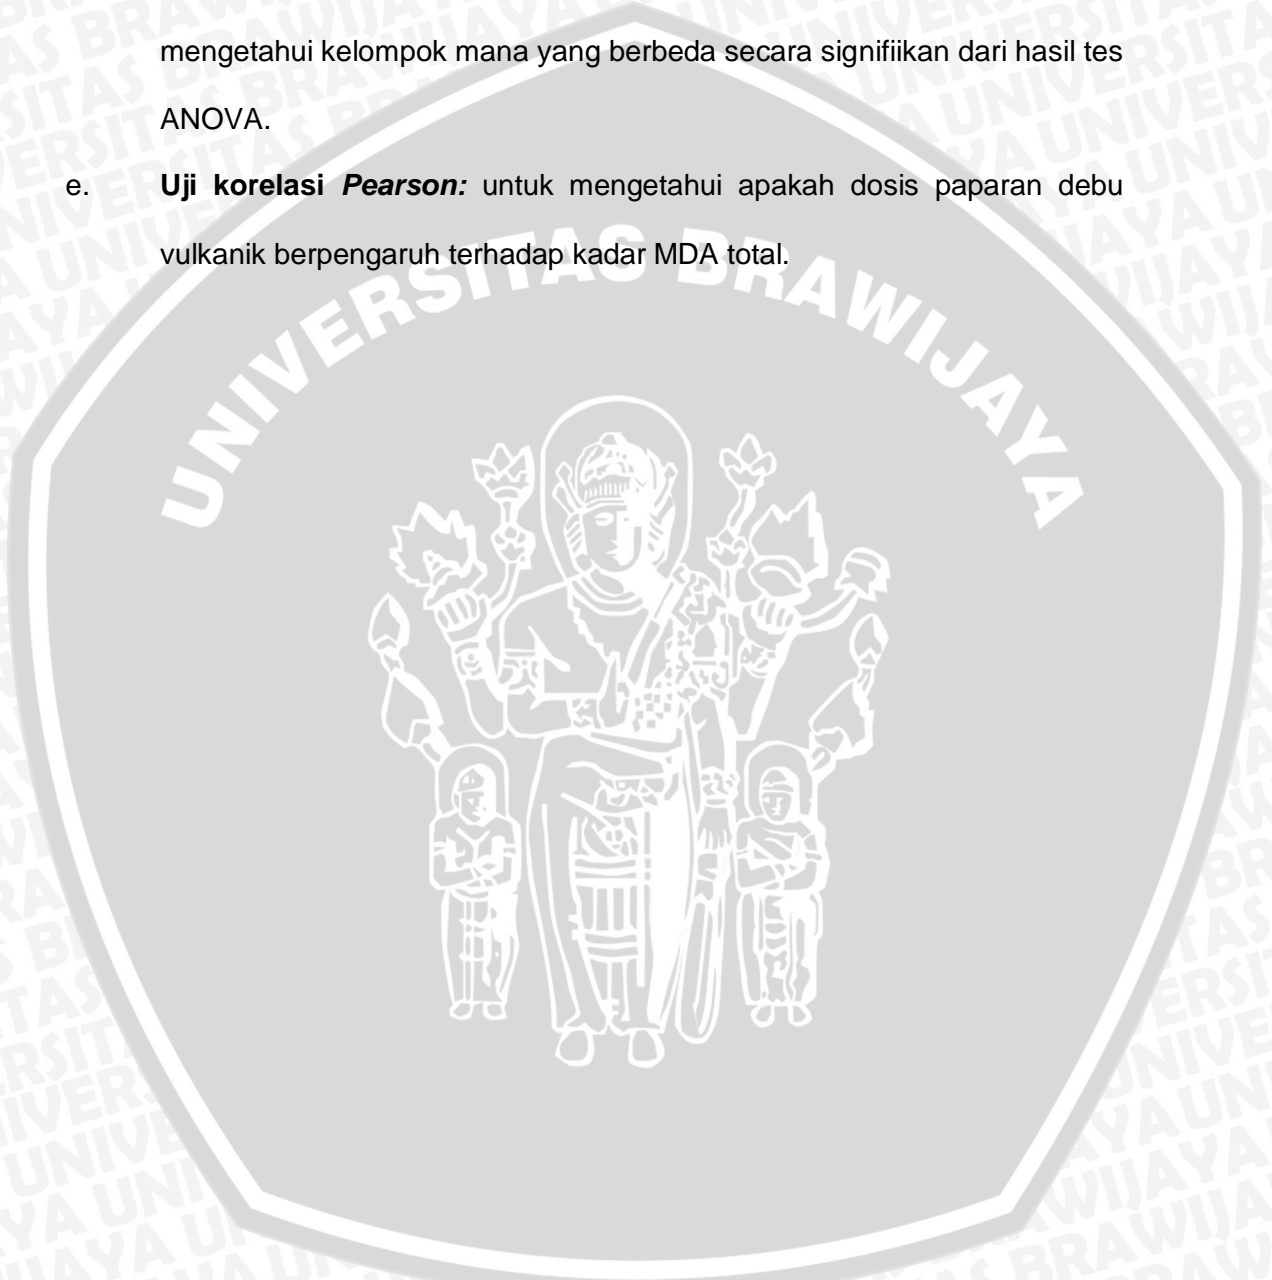 mengetahui kelompok mana yang berbeda secara signifiikan dari hasil tes
ANOVA.
e. Uji korelasi Pearson: untuk mengetahui apakah dosis paparan debu
vulkanik berpengaruh terhadap kadar MDA total.
UNIVERSITAS BRAWIJAYA